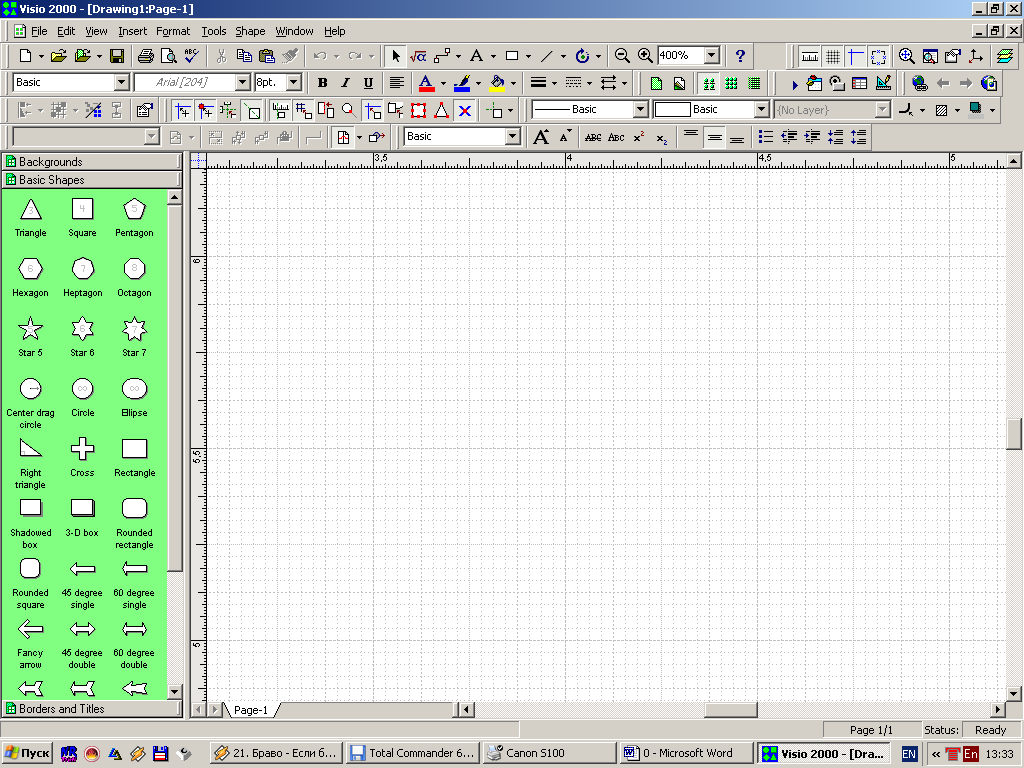 Visio 2000 - [Drawing1:Page-1]
File Edit View Insert Format Tools Shape Window Help
400%
Basic Arial [204] 8pt. B I U A
Basic Basic {No Layer}
Basic
Backgrounds
Basic Shapes
Triangle Square Pentagon
Hexagon Heptagon Octagon
Star 5 Star 6 Star 7
Center drag circle Circle Ellipse
Right triangle Cross Rectangle
Shadowed box 3-D box Rounded rectangle
Rounded square 45 degree single 60 degree single
Fancy arrow 45 degree double 60 degree double
Borders and Titles
3,5 4 4,5 5
6
5,5
5
Page-1
Page 1/1 Status: Ready
Пуск 21. Браво - Если б... Total Commander 6... Canon S100 0 - Microsoft Word Visio 2000 - [Dra... EN « En 13:33